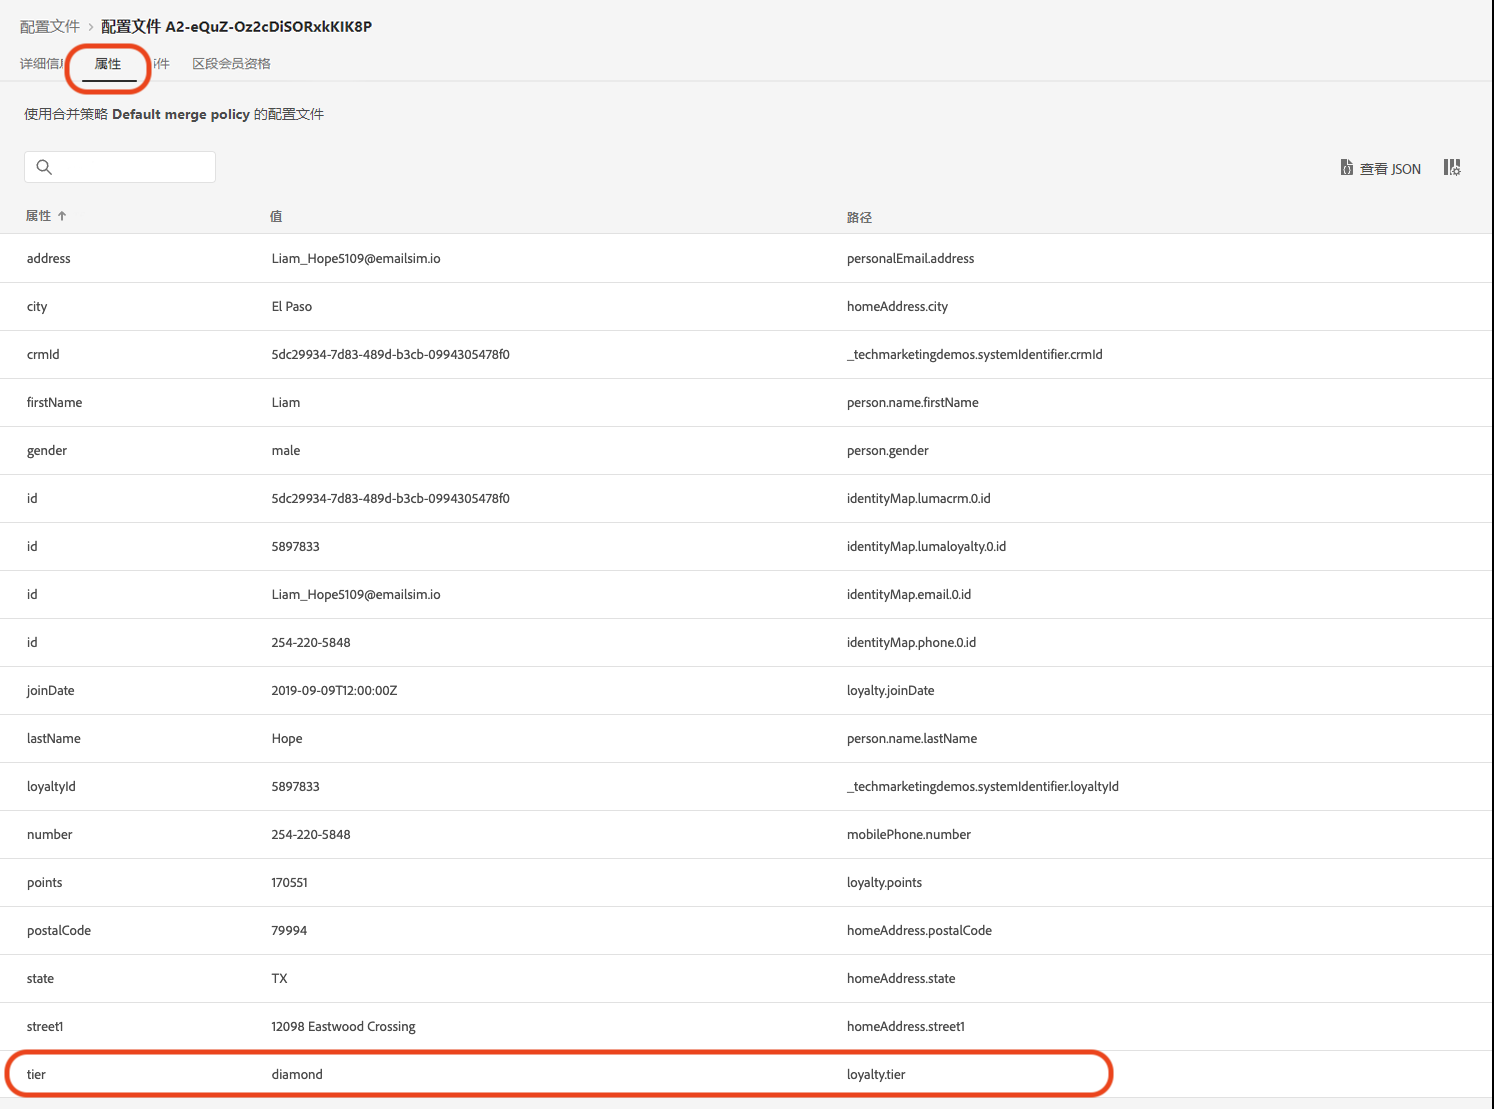 配置文件 › 配置文件 A2-eQuZ-Oz2cDiSORxkKIK8P
详细信 属性 件 区段会员资格
使用合并策略 Default merge policy 的配置文件
查看 JSON
属性 ↑ 值 路径
address Liam_Hope5109@emailsim.io personalEmail.address
city El Paso homeAddress.city
crmId 5dc29934-7d83-489d-b3cb-0994305478f0 _techmarketingdemos.systemIdentifier.crmId
firstName Liam person.name.firstName
gender male person.gender
id 5dc29934-7d83-489d-b3cb-0994305478f0 identityMap.lumacrm.0.id
id 5897833 identityMap.lumaloyalty.0.id
id Liam_Hope5109@emailsim.io identityMap.email.0.id
id 254-220-5848 identityMap.phone.0.id
joinDate 2019-09-09T12:00:00Z loyalty.joinDate
lastName Hope person.name.lastName
loyaltyId 5897833 _techmarketingdemos.systemIdentifier.loyaltyId
number 254-220-5848 mobilePhone.number
points 170551 loyalty.points
postalCode 79994 homeAddress.postalCode
state TX homeAddress.state
street1 12098 Eastwood Crossing homeAddress.street1
tier diamond loyalty.tier